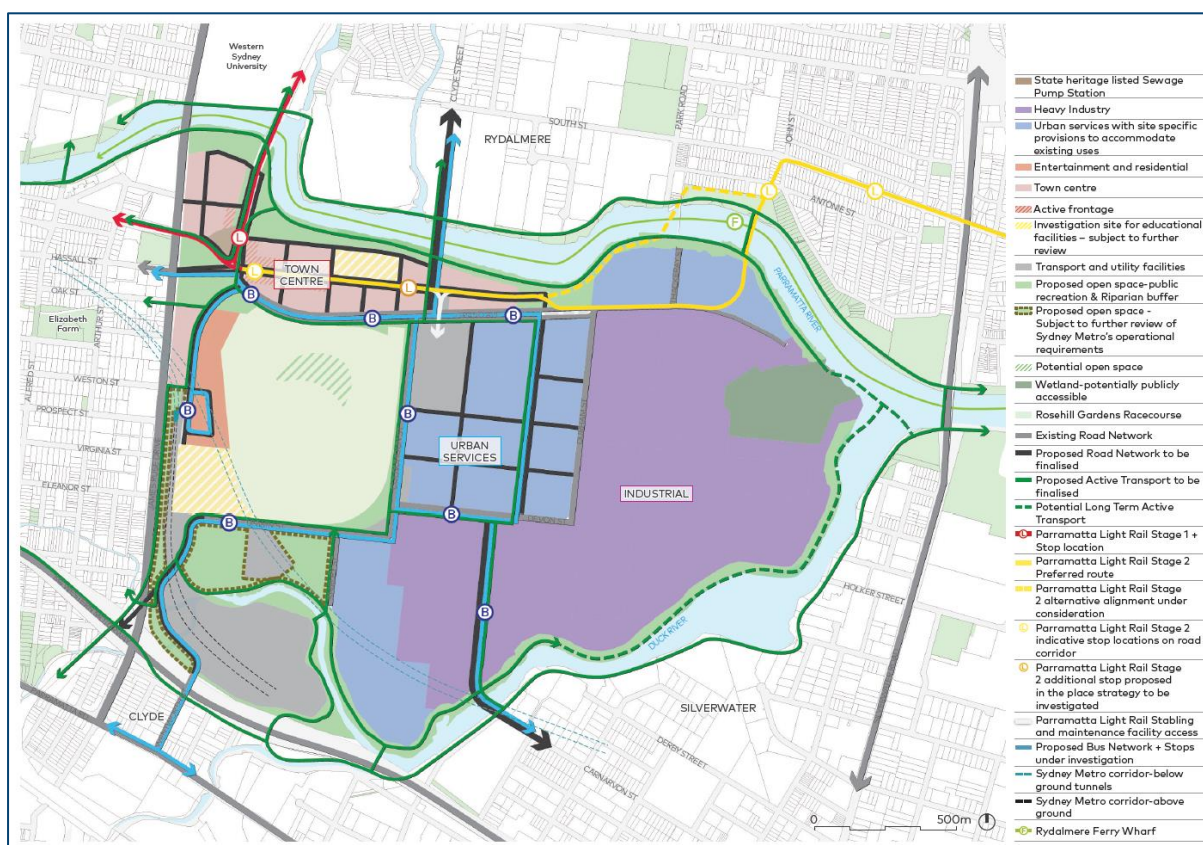 Western
Sydney
University
CLYDE STREET
SOUTH ST
RYDALMERE
PARK ROAD
JOHN ST
ANTONIE ST
HASSALL ST
OAK ST
Elizabeth
Farm
ARTHUR ST
ALFRED ST
WESTON ST
PROSPECT ST
VIRGINIA ST
ELEANOR ST
L
L
TOWN
CENTRE
L
L
L
F
PARRAMATTA RIVER
B
B
B
B
B
B
B
B
URBAN
SERVICES
INDUSTRIAL
DEVON ST
DUCK RIVER
HOLKER STREET
SILVERWATER
DERBY STREET
CARNARVON ST
CLYDE
0 500m
State heritage listed Sewage
Pump Station
Heavy Industry
Urban services with site specific
provisions to accommodate
existing uses
Entertainment and residential
Town centre
Active frontage
Investigation site for educational
facilities – subject to further
review
Transport and utility facilities
Proposed open space-public
recreation & Riparian buffer
Proposed open space -
Subject to further review of
Sydney Metro's operational
requirements
Potential open space
Wetland-potentially publicly
accessible
Rosehill Gardens Racecourse
Existing Road Network
Proposed Road Network to be
finalised
Proposed Active Transport to be
finalised
Potential Long Term Active
Transport
L Parramatta Light Rail Stage 1 +
Stop location
Parramatta Light Rail Stage 2
Preferred route
Parramatta Light Rail Stage
2 alternative alignment under
consideration
L Parramatta Light Rail Stage 2
indicative stop locations on road
corridor
L Parramatta Light Rail Stage
2 additional stop proposed
in the place strategy to be
investigated
Parramatta Light Rail Stabling
and maintenance facility access
Proposed Bus Network + Stops
under investigation
Sydney Metro corridor-below
ground tunnels
Sydney Metro corridor-above
ground
F Rydalmere Ferry Wharf